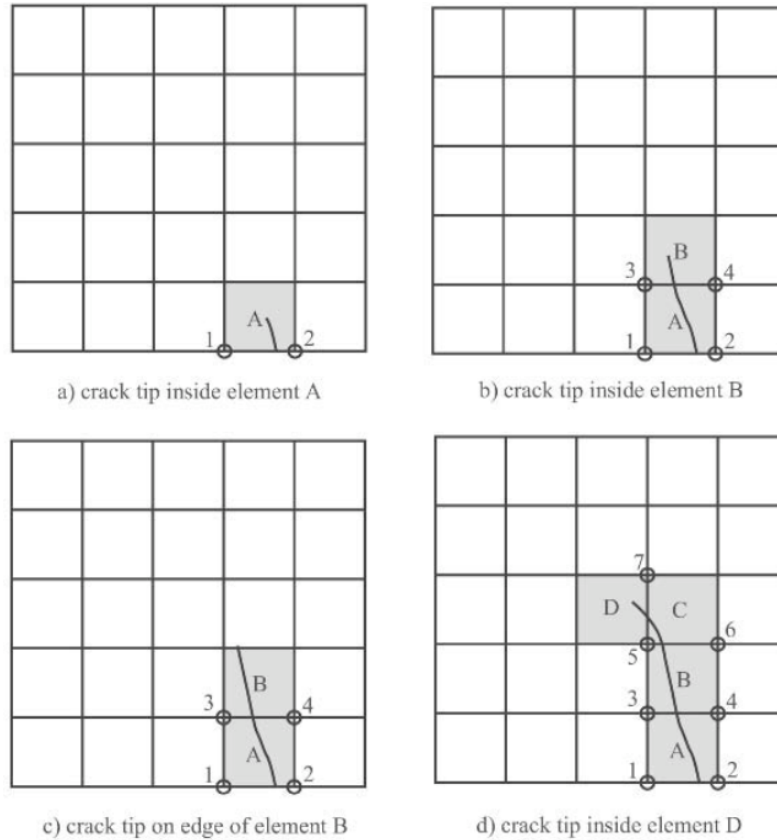 A
1
2
a) crack tip inside element A
B
3
4
A
1
2
b) crack tip inside element B
B
3
4
A
1
2
c) crack tip on edge of element B
7
D
C
5
6
B
3
4
A
1
2
d) crack tip inside element D